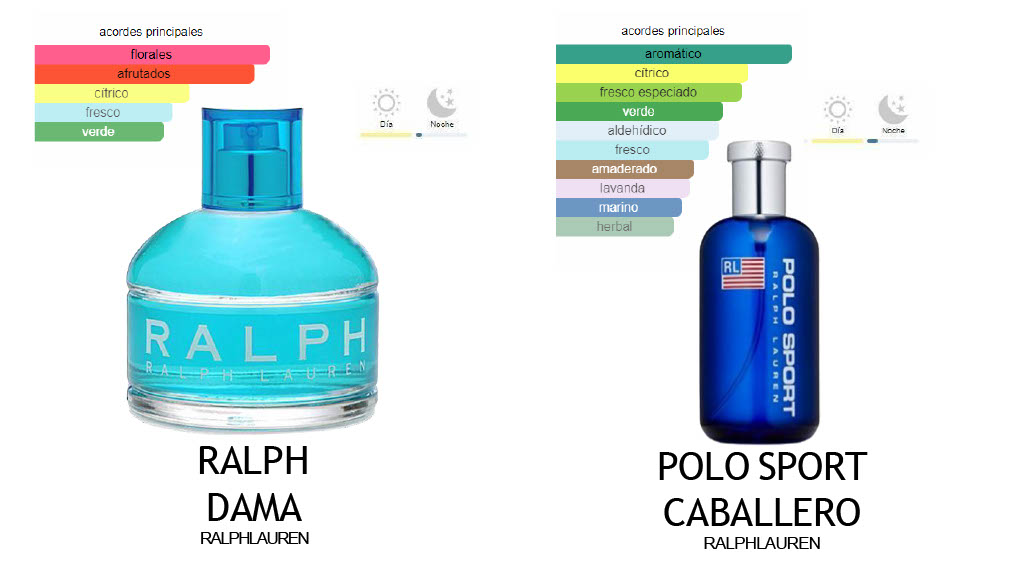 acordes principales
florales
afrutados
cítrico
fresco
verde
Día
Noche
RALPH
RALPH LAUREN
RALPH
DAMA
RALPHLAUREN
acordes principales
aromático
cítrico
fresco especiado
verde
aldehídico
fresco
amaderado
lavanda
marino
herbal
Día
Noche
RL
POLO SPORT
RALPH LAUREN
POLO SPORT
CABALLERO
RALPHLAUREN